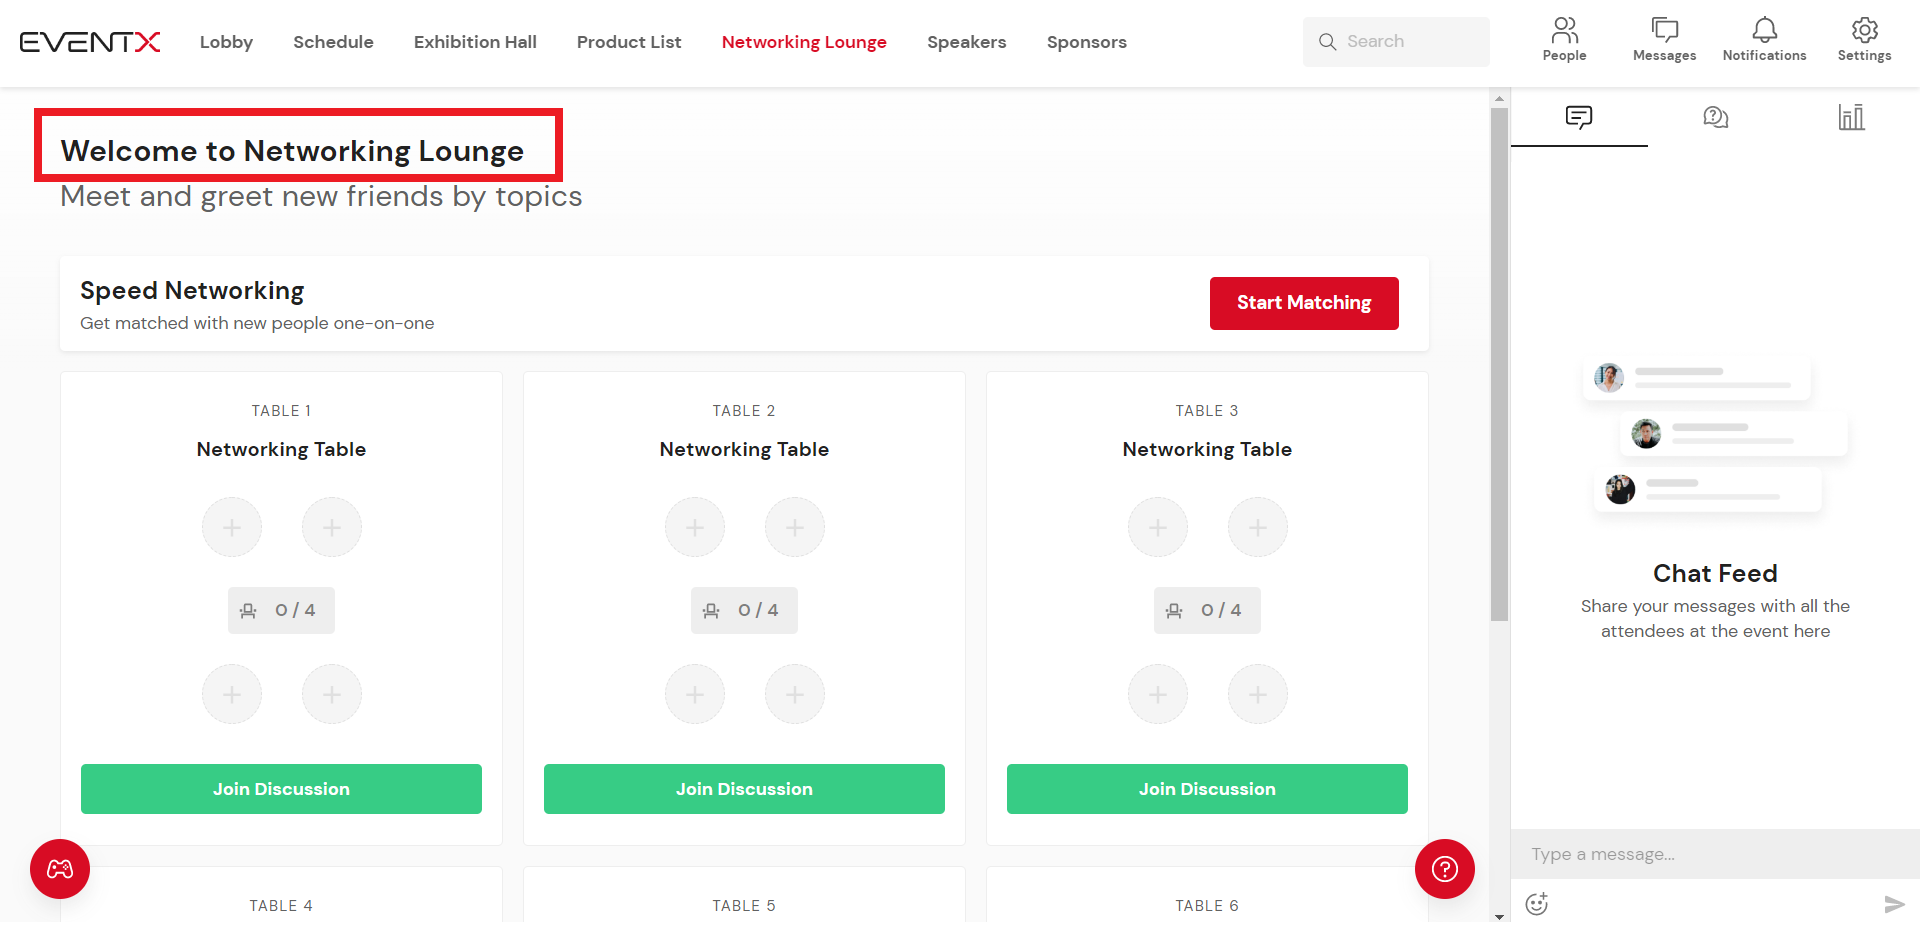 EVENTX
Lobby
Schedule
Exhibition Hall
Product List
Networking Lounge
Speakers
Sponsors
Search
People
Messages
Notifications
Settings
Welcome to Networking Lounge
Meet and greet new friends by topics
Speed Networking
Get matched with new people one-on-one
Start Matching
TABLE 1
Networking Table
0 / 4
Join Discussion
TABLE 2
Networking Table
0 / 4
Join Discussion
TABLE 3
Networking Table
0 / 4
Join Discussion
TABLE 4
TABLE 5
TABLE 6
Chat Feed
Share your messages with all the
attendees at the event here
Type a message...